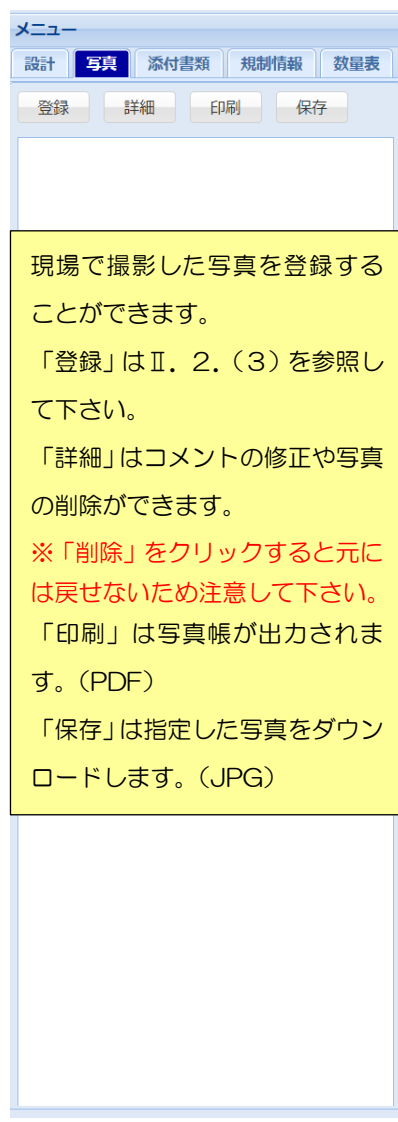 メニュー
設計 写真 添付書類 規制情報 数量表
登録 詳細 印刷 保存
現場で撮影した写真を登録する
ことができます。
「登録」はⅡ．２．（３）を参照し
て下さい。
「詳細」はコメントの修正や写真
の削除ができます。
※「削除」をクリックすると元に
は戻せないため注意して下さい。
「印刷」は写真帳が出力されま
す。（PDF）
「保存」は指定した写真をダウン
ロードします。（JPG）